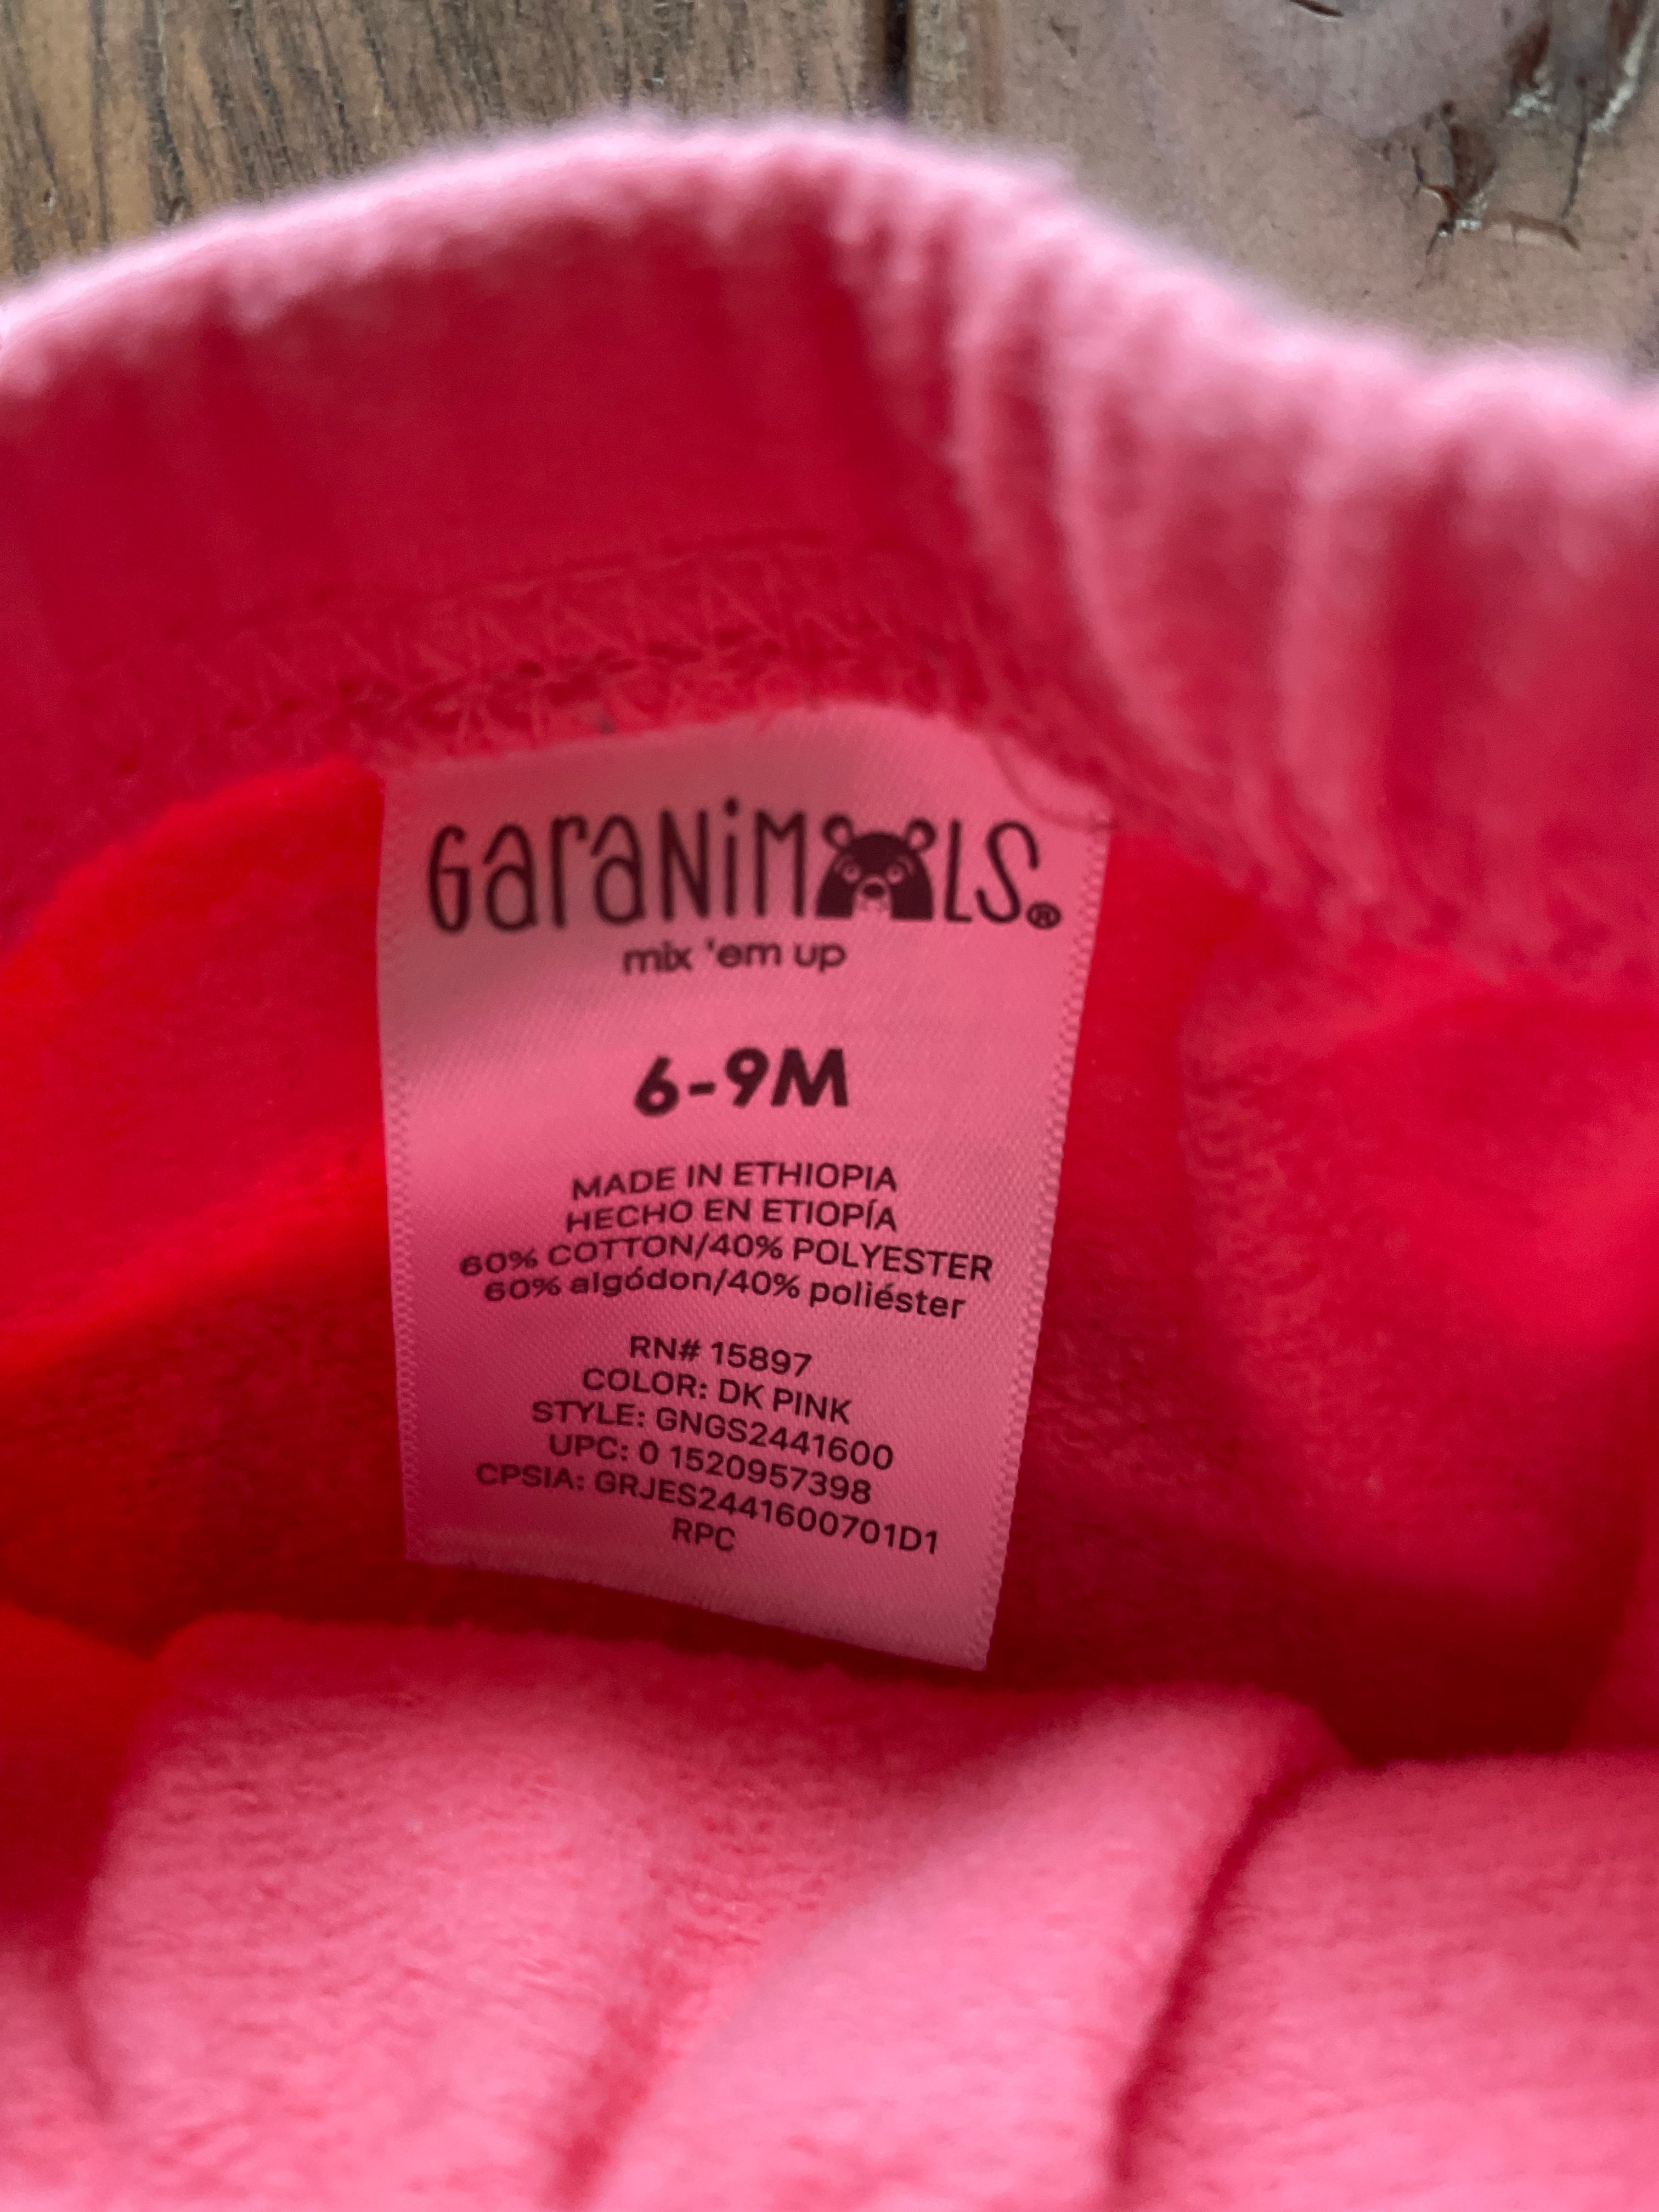 GaraNiMALS®
mix 'em up
6-9M
MADE IN ETHIOPIA
HECHO EN ETIOPÍA
60% COTTON/40% POLYESTER
60% algódon/40% poliéster
RN# 15897
COLOR: DK PINK
STYLE: GNGS2441600
UPC: 0 1520957398
CPSIA: GRJES2441600701D1
RPC